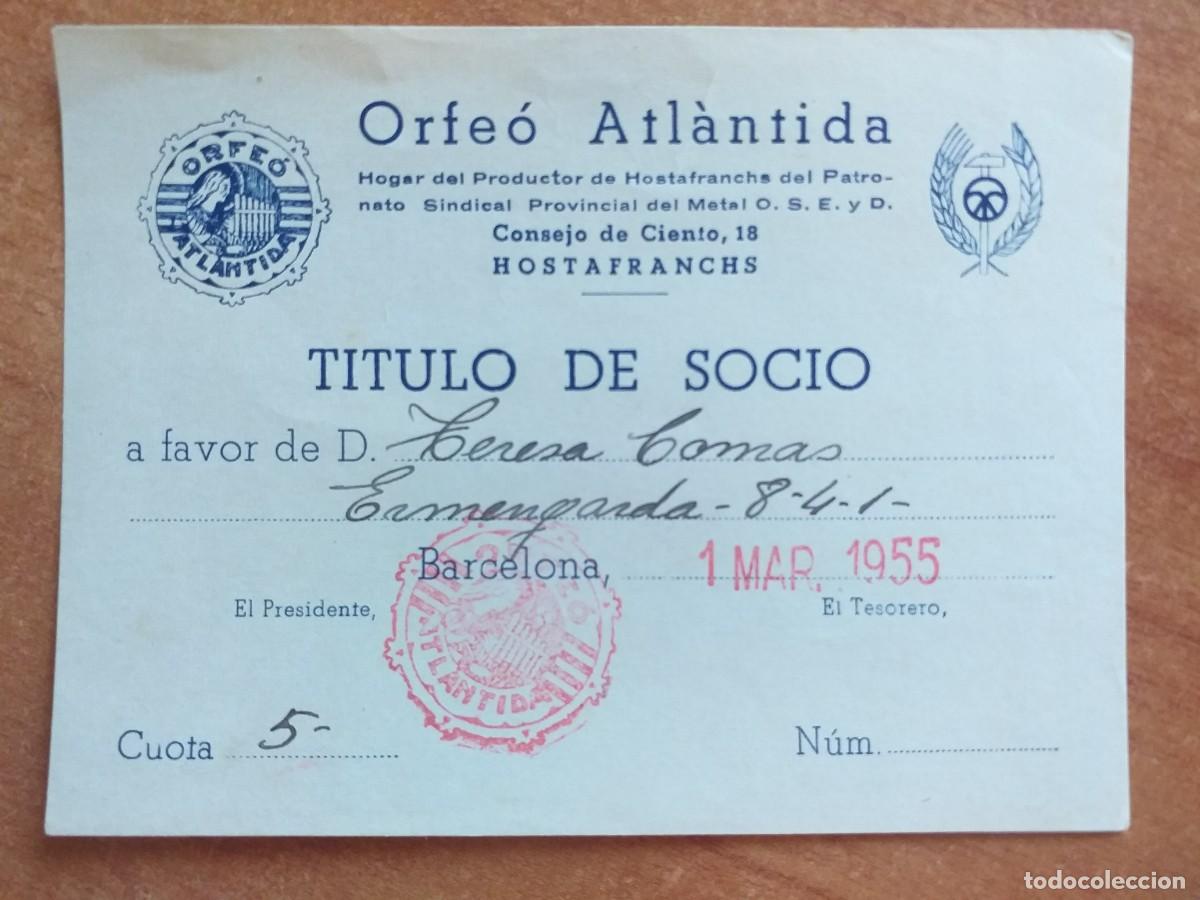 ORFEÓ
ATLÀNTIDA
Orfeó Atlàntida
Hogar del Productor de Hostafranchs del Patro-
nato Sindical Provincial del Metal O. S. E. y D.
Consejo de Ciento, 18
HOSTAFRANCHS
TITULO DE SOCIO
a favor de D. Teresa Comas
Ermengarda - 8-4-1-
Barcelona, 1 MAR. 1955
El Presidente, El Tesorero,
ORFEÓ
ATLÀNTIDA
Cuota 5- Núm.
todocoleccion